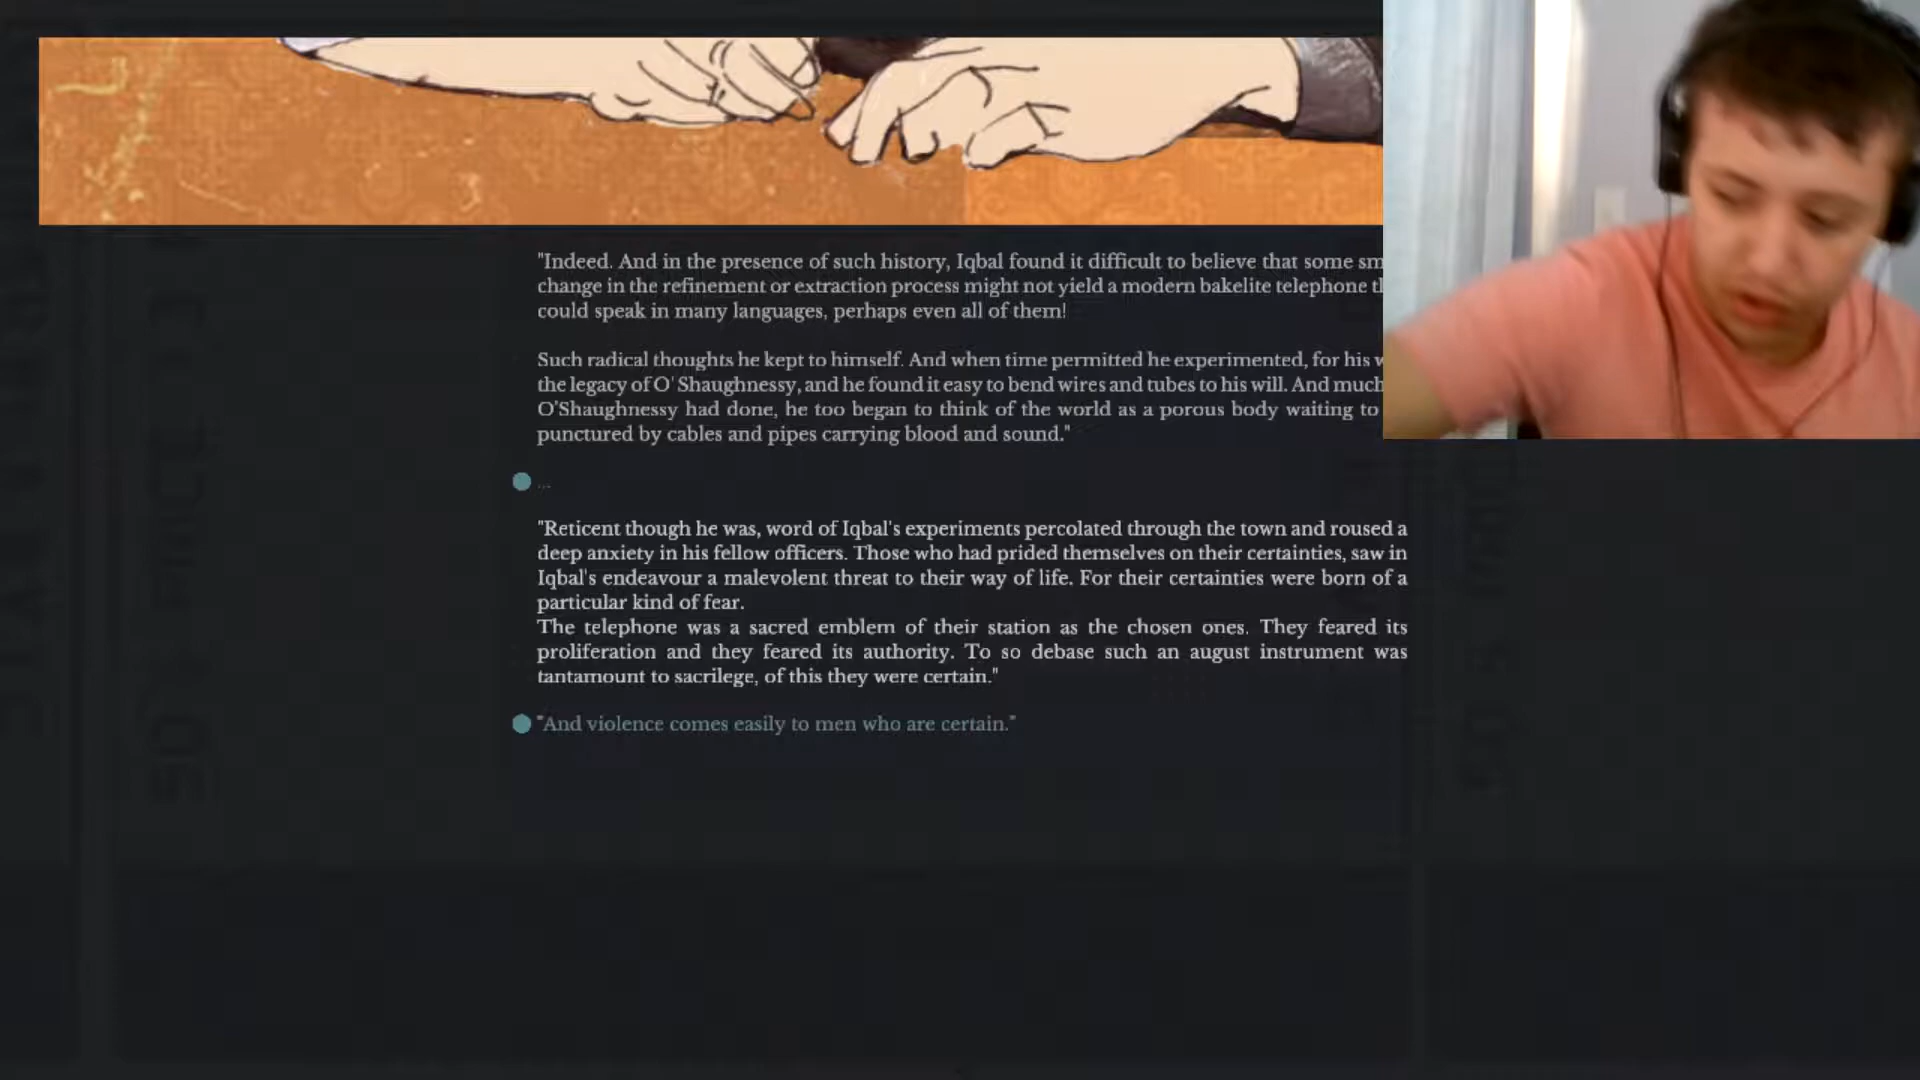 "Indeed. And in the presence of such history, Iqbal found it difficult to believe that some sm
change in the refinement or extraction process might not yield a modern bakelite telephone
could speak in many languages, perhaps even all of them!
Such radical thoughts he kept to himself. And when time permitted he experimented, for his
the legacy of O'Shaughnessy, and he found it easy to bend wires and tubes to his will. And much
O'Shaughnessy had done, he too began to think of the world as a porous body waiting to
punctured by cables and pipes carrying blood and sound."
...
"Reticent though he was, word of Iqbal's experiments percolated through the town and roused a
deep anxiety in his fellow officers. Those who had prided themselves on their certainties, saw in
Iqbal's endeavour a malevolent threat to their way of life. For their certainties were born of a
particular kind of fear.
The telephone was a sacred emblem of their station as the chosen ones. They feared its
proliferation and they feared its authority. To so debase such an august instrument was
tantamount to sacrilege, of this they were certain."
"And violence comes easily to men who are certain."